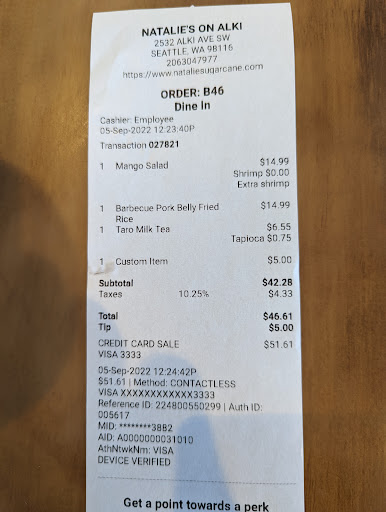 NATALIE'S ON ALKI
2532 ALKI AVE SW
SEATTLE, WA 98116
2063047977
https://www.nataliesugarcane.com
ORDER: B46
Dine In
Cashier: Employee
05-Sep-2022 12:23:40P
Transaction 027821
1 Mango Salad $14.99
Shrimp $0.00
Extra shrimp
1 Barbecue Pork Belly Fried $14.99
Rice
1 Taro Milk Tea $6.55
Tapioca $0.75
1 Custom Item $5.00
Subtotal $42.28
Taxes 10.25% $4.33
Total $46.61
Tip $5.00
CREDIT CARD SALE $51.61
VISA 3333
05-Sep-2022 12:24:42P
$51.61 | Method: CONTACTLESS
VISA XXXXXXXXXXXX3333
Reference ID: 224800550299 | Auth ID:
005617
MID: ********3882
AID: A0000000031010
AthNtwkNm: VISA
DEVICE VERIFIED
Get a point towards a perk